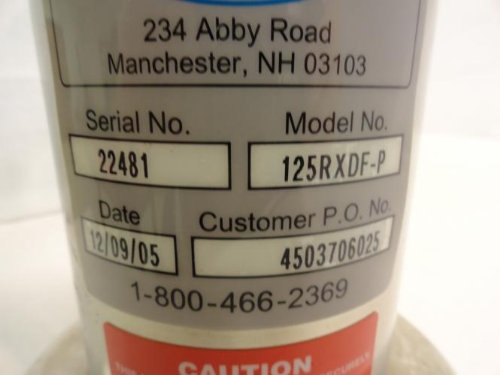 234 Abby Road
Manchester, NH 03103
Serial No. Model No.
22481 125RXDF-P
Date Customer P.O. No.
12/09/05 4503706025
1-800-466-2369
CAUTION